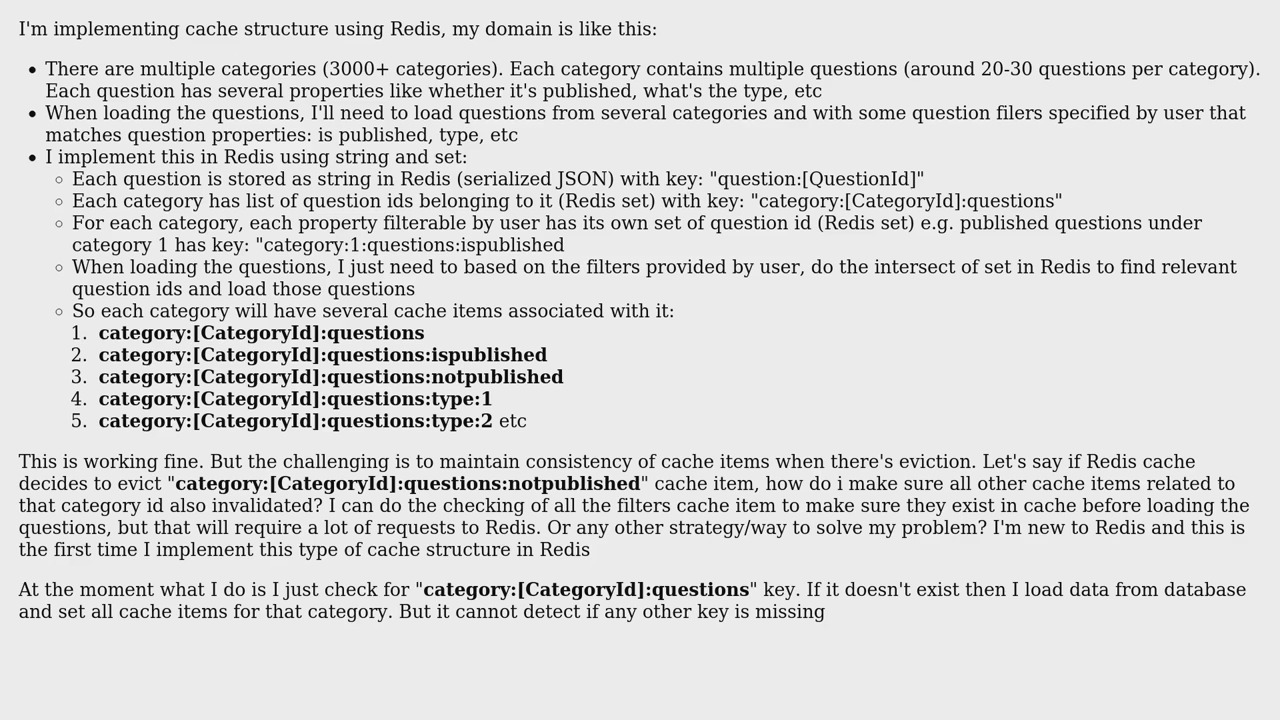 I'm implementing cache structure using Redis, my domain is like this:
• There are multiple categories (3000+ categories). Each category contains multiple questions (around 20-30 questions per category).
Each question has several properties like whether it's published, what's the type, etc
• When loading the questions, I'll need to load questions from several categories and with some question filers specified by user that
matches question properties: is published, type, etc
• I implement this in Redis using string and set:
◦ Each question is stored as string in Redis (serialized JSON) with key: "question:[QuestionId]"
◦ Each category has list of question ids belonging to it (Redis set) with key: "category:[CategoryId]:questions"
◦ For each category, each property filterable by user has its own set of question id (Redis set) e.g. published questions under
category 1 has key: "category:1:questions:ispublished
◦ When loading the questions, I just need to based on the filters provided by user, do the intersect of set in Redis to find relevant
question ids and load those questions
◦ So each category will have several cache items associated with it:
1. category:[CategoryId]:questions
2. category:[CategoryId]:questions:ispublished
3. category:[CategoryId]:questions:notpublished
4. category:[CategoryId]:questions:type:1
5. category:[CategoryId]:questions:type:2 etc
This is working fine. But the challenging is to maintain consistency of cache items when there's eviction. Let's say if Redis cache
decides to evict "category:[CategoryId]:questions:notpublished" cache item, how do i make sure all other cache items related to
that category id also invalidated? I can do the checking of all the filters cache item to make sure they exist in cache before loading the
questions, but that will require a lot of requests to Redis. Or any other strategy/way to solve my problem? I'm new to Redis and this is
the first time I implement this type of cache structure in Redis
At the moment what I do is I just check for "category:[CategoryId]:questions" key. If it doesn't exist then I load data from database
and set all cache items for that category. But it cannot detect if any other key is missing